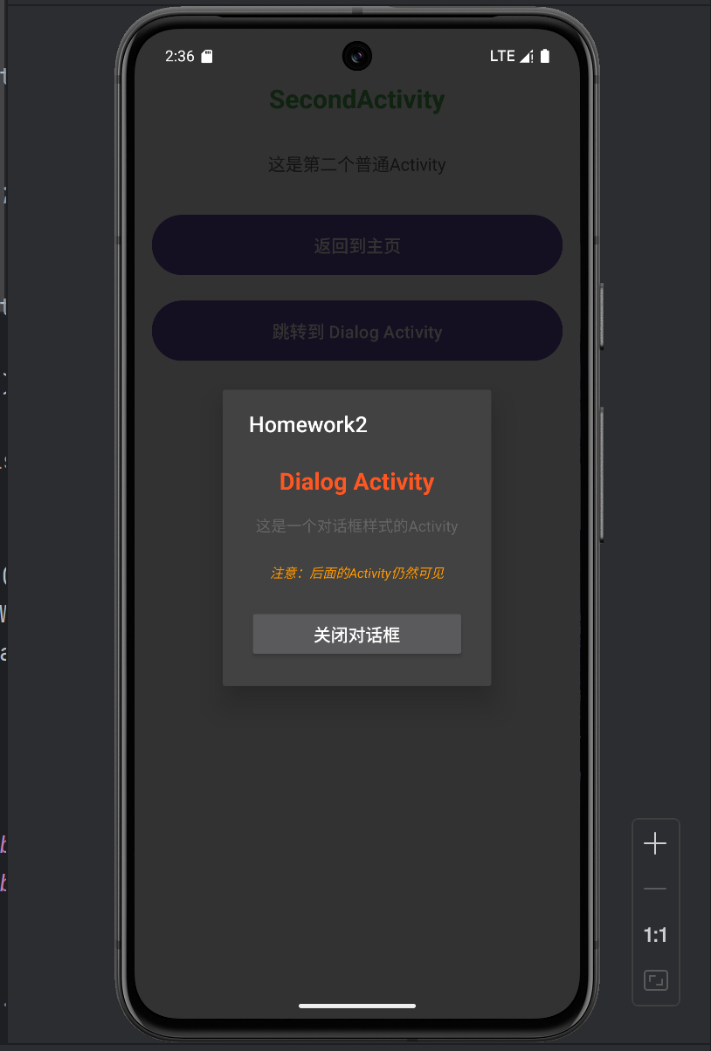 2:36
LTE
SecondActivity
这是第二个普通Activity
返回到主页
跳转到 Dialog Activity
Homework2
Dialog Activity
这是一个对话框样式的Activity
注意：后面的Activity仍然可见
关闭对话框
1:1